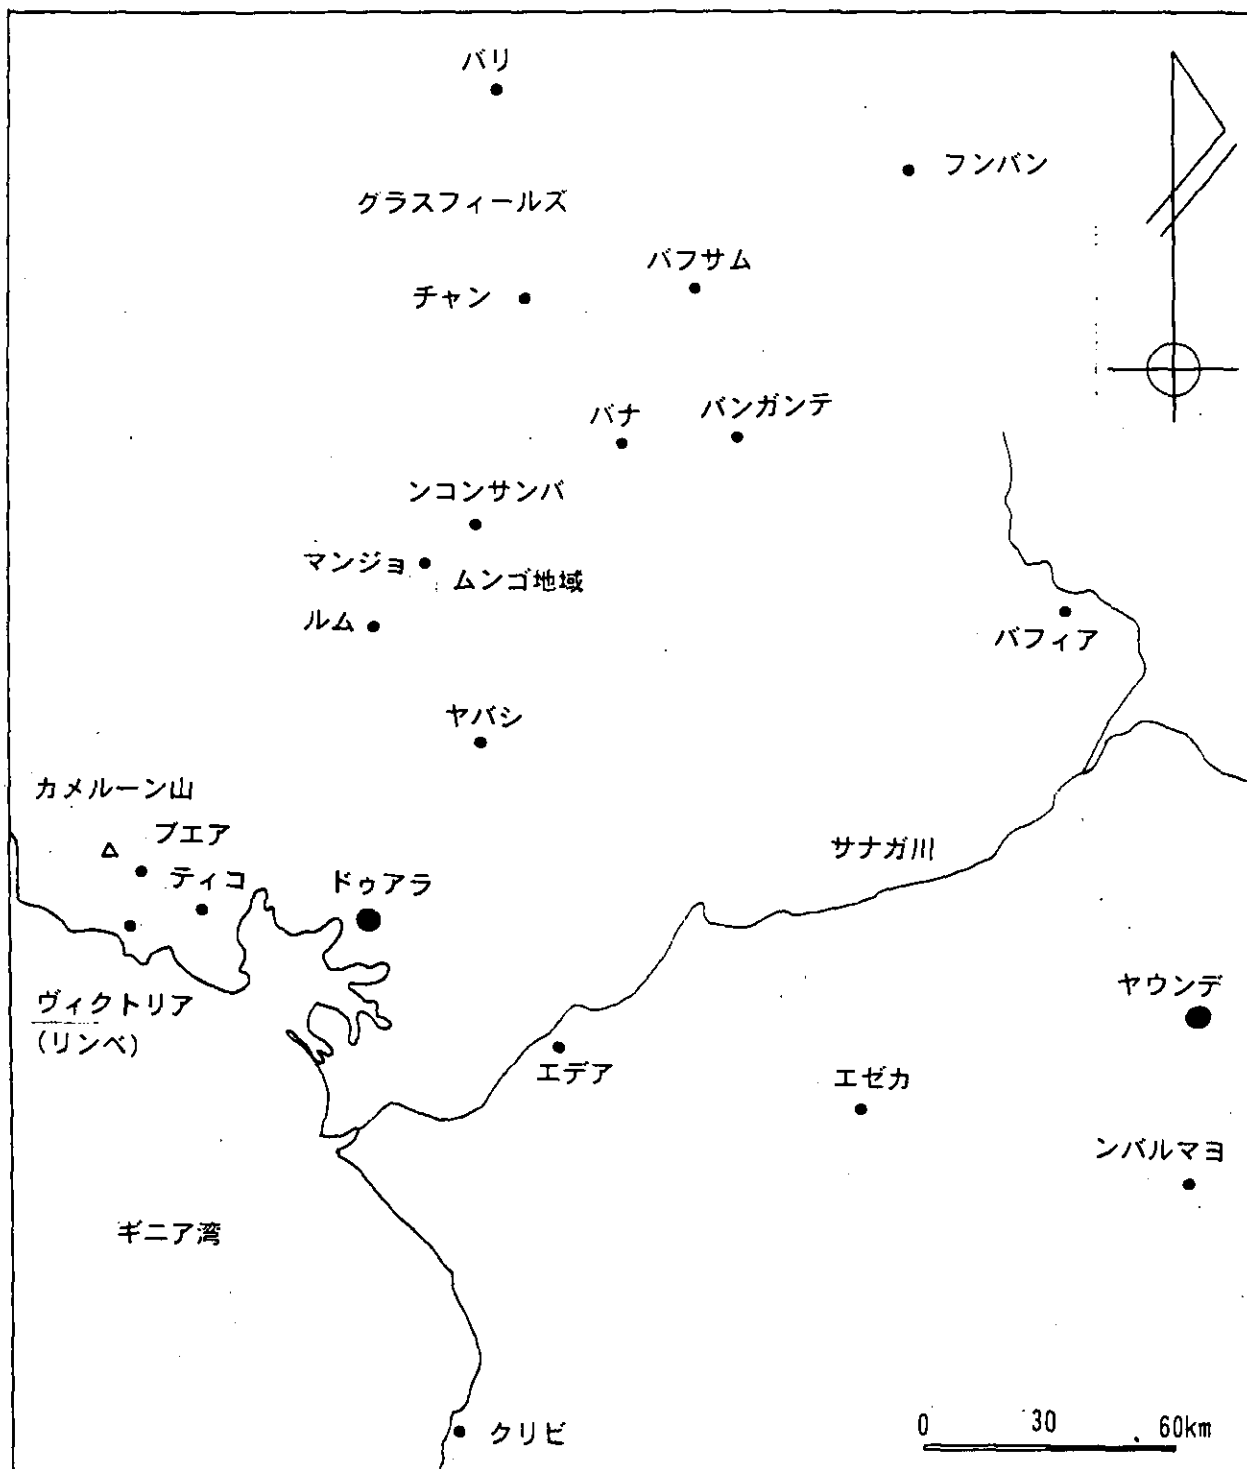 バリ
フンバン
グラスフィールズ
バフサム
チャン
バナ
バンガンテ
ンコンサンバ
マンジョ
ムンゴ地域
ルム
バフィア
ヤバシ
カメルーン山
ブエア
サナガ川
ティコ
ドゥアラ
ヤウンデ
ヴィクトリア
(リンベ)
エデア
エゼカ
ンバルマヨ
ギニア湾
クリビ
0 30 60km